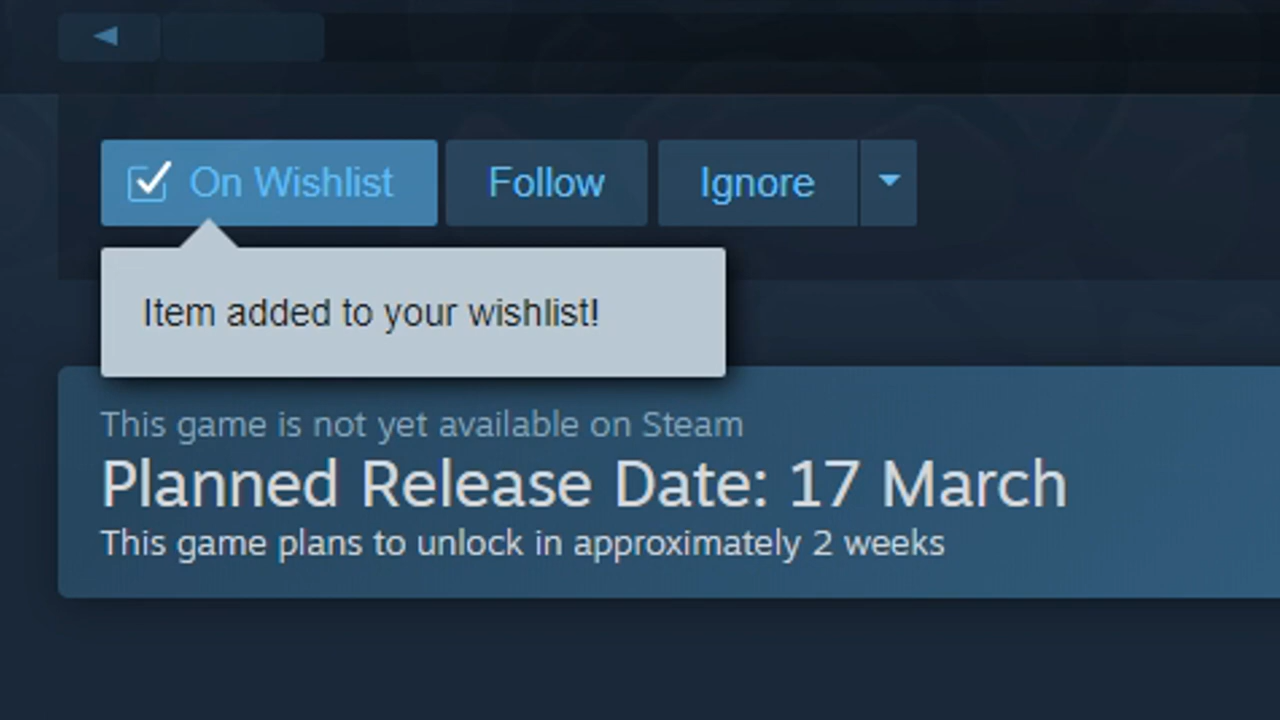 On Wishlist
Follow
Ignore
Item added to your wishlist!
This game is not yet available on Steam
Planned Release Date: 17 March
This game plans to unlock in approximately 2 weeks